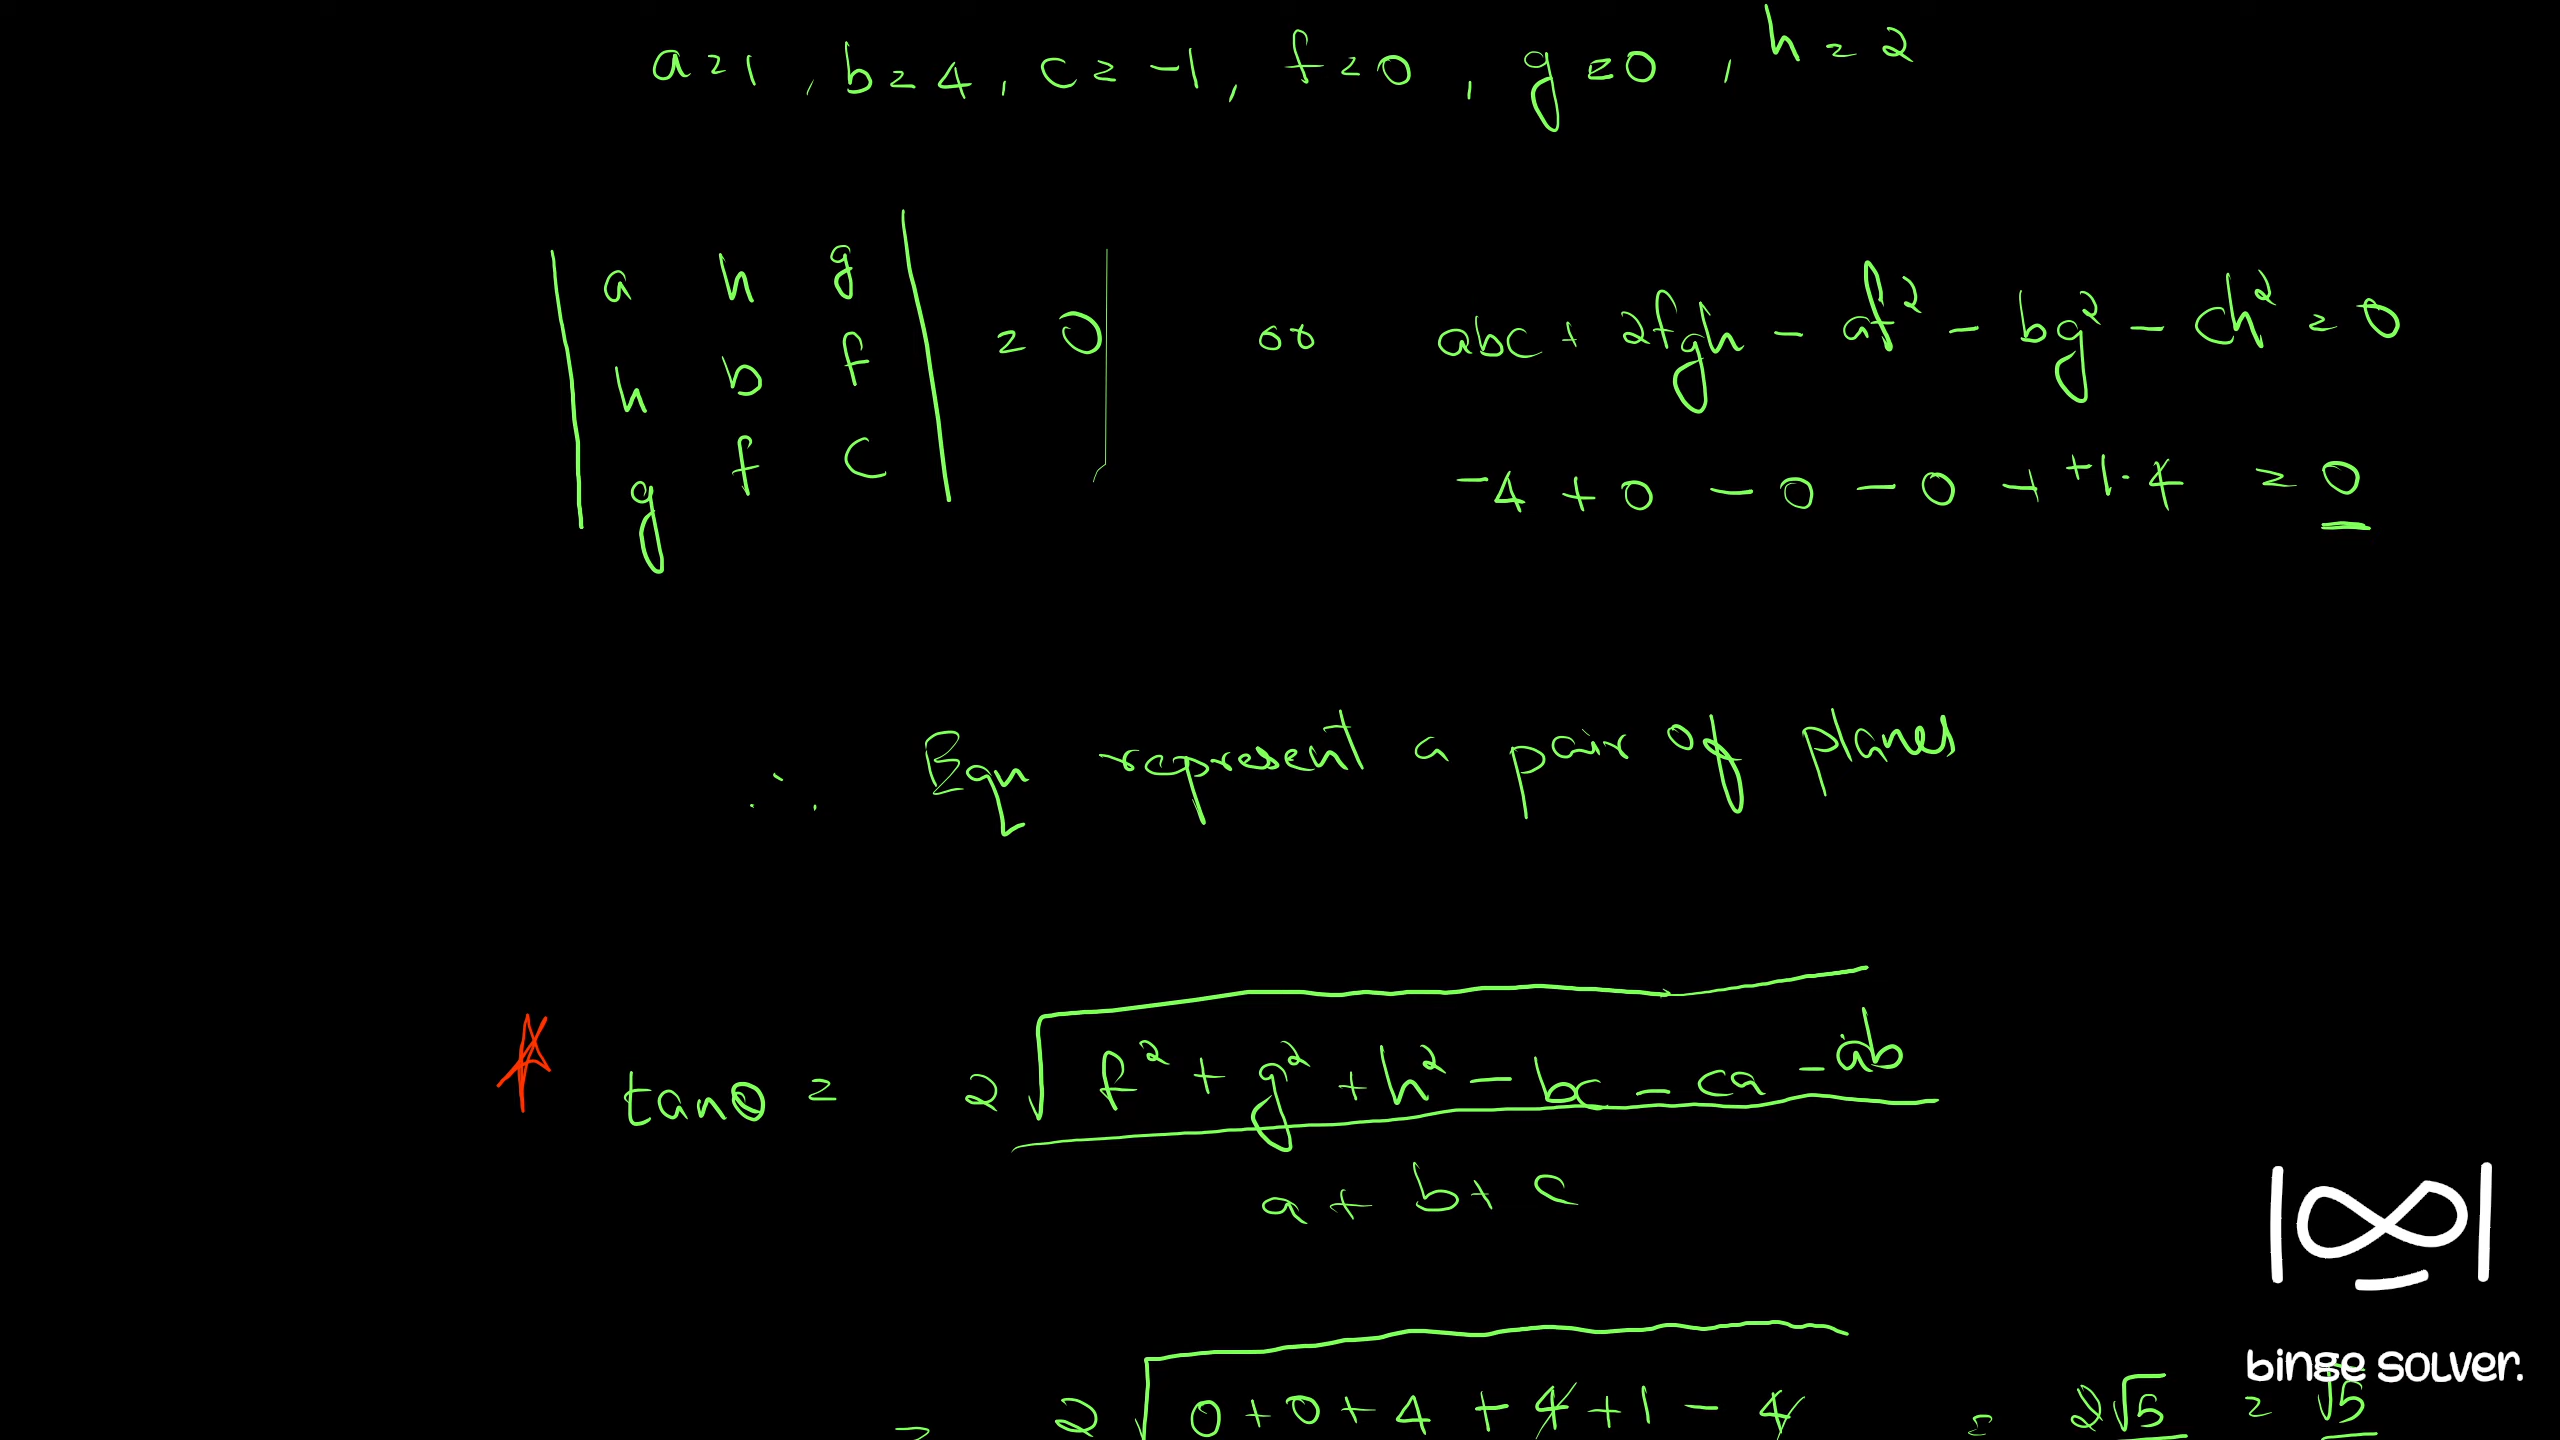 a = 1, b = 4, c = -1, f = 0, g = 0, h = 2
| a h g |
| h b f | = 0 or abc + 2fgh - af² - bg² - ch² = 0
| g f c |
-4 + 0 - 0 - 0 + +1·4 = 0
∴ Eqn represent a pair of planes
tanθ = 2√(f² + g² + h² - bc - ca - ab)
a + b + c
= 2√(0 + 0 + 4 + 4 + 1 - 4) = 2√5 = √5
binge solver.